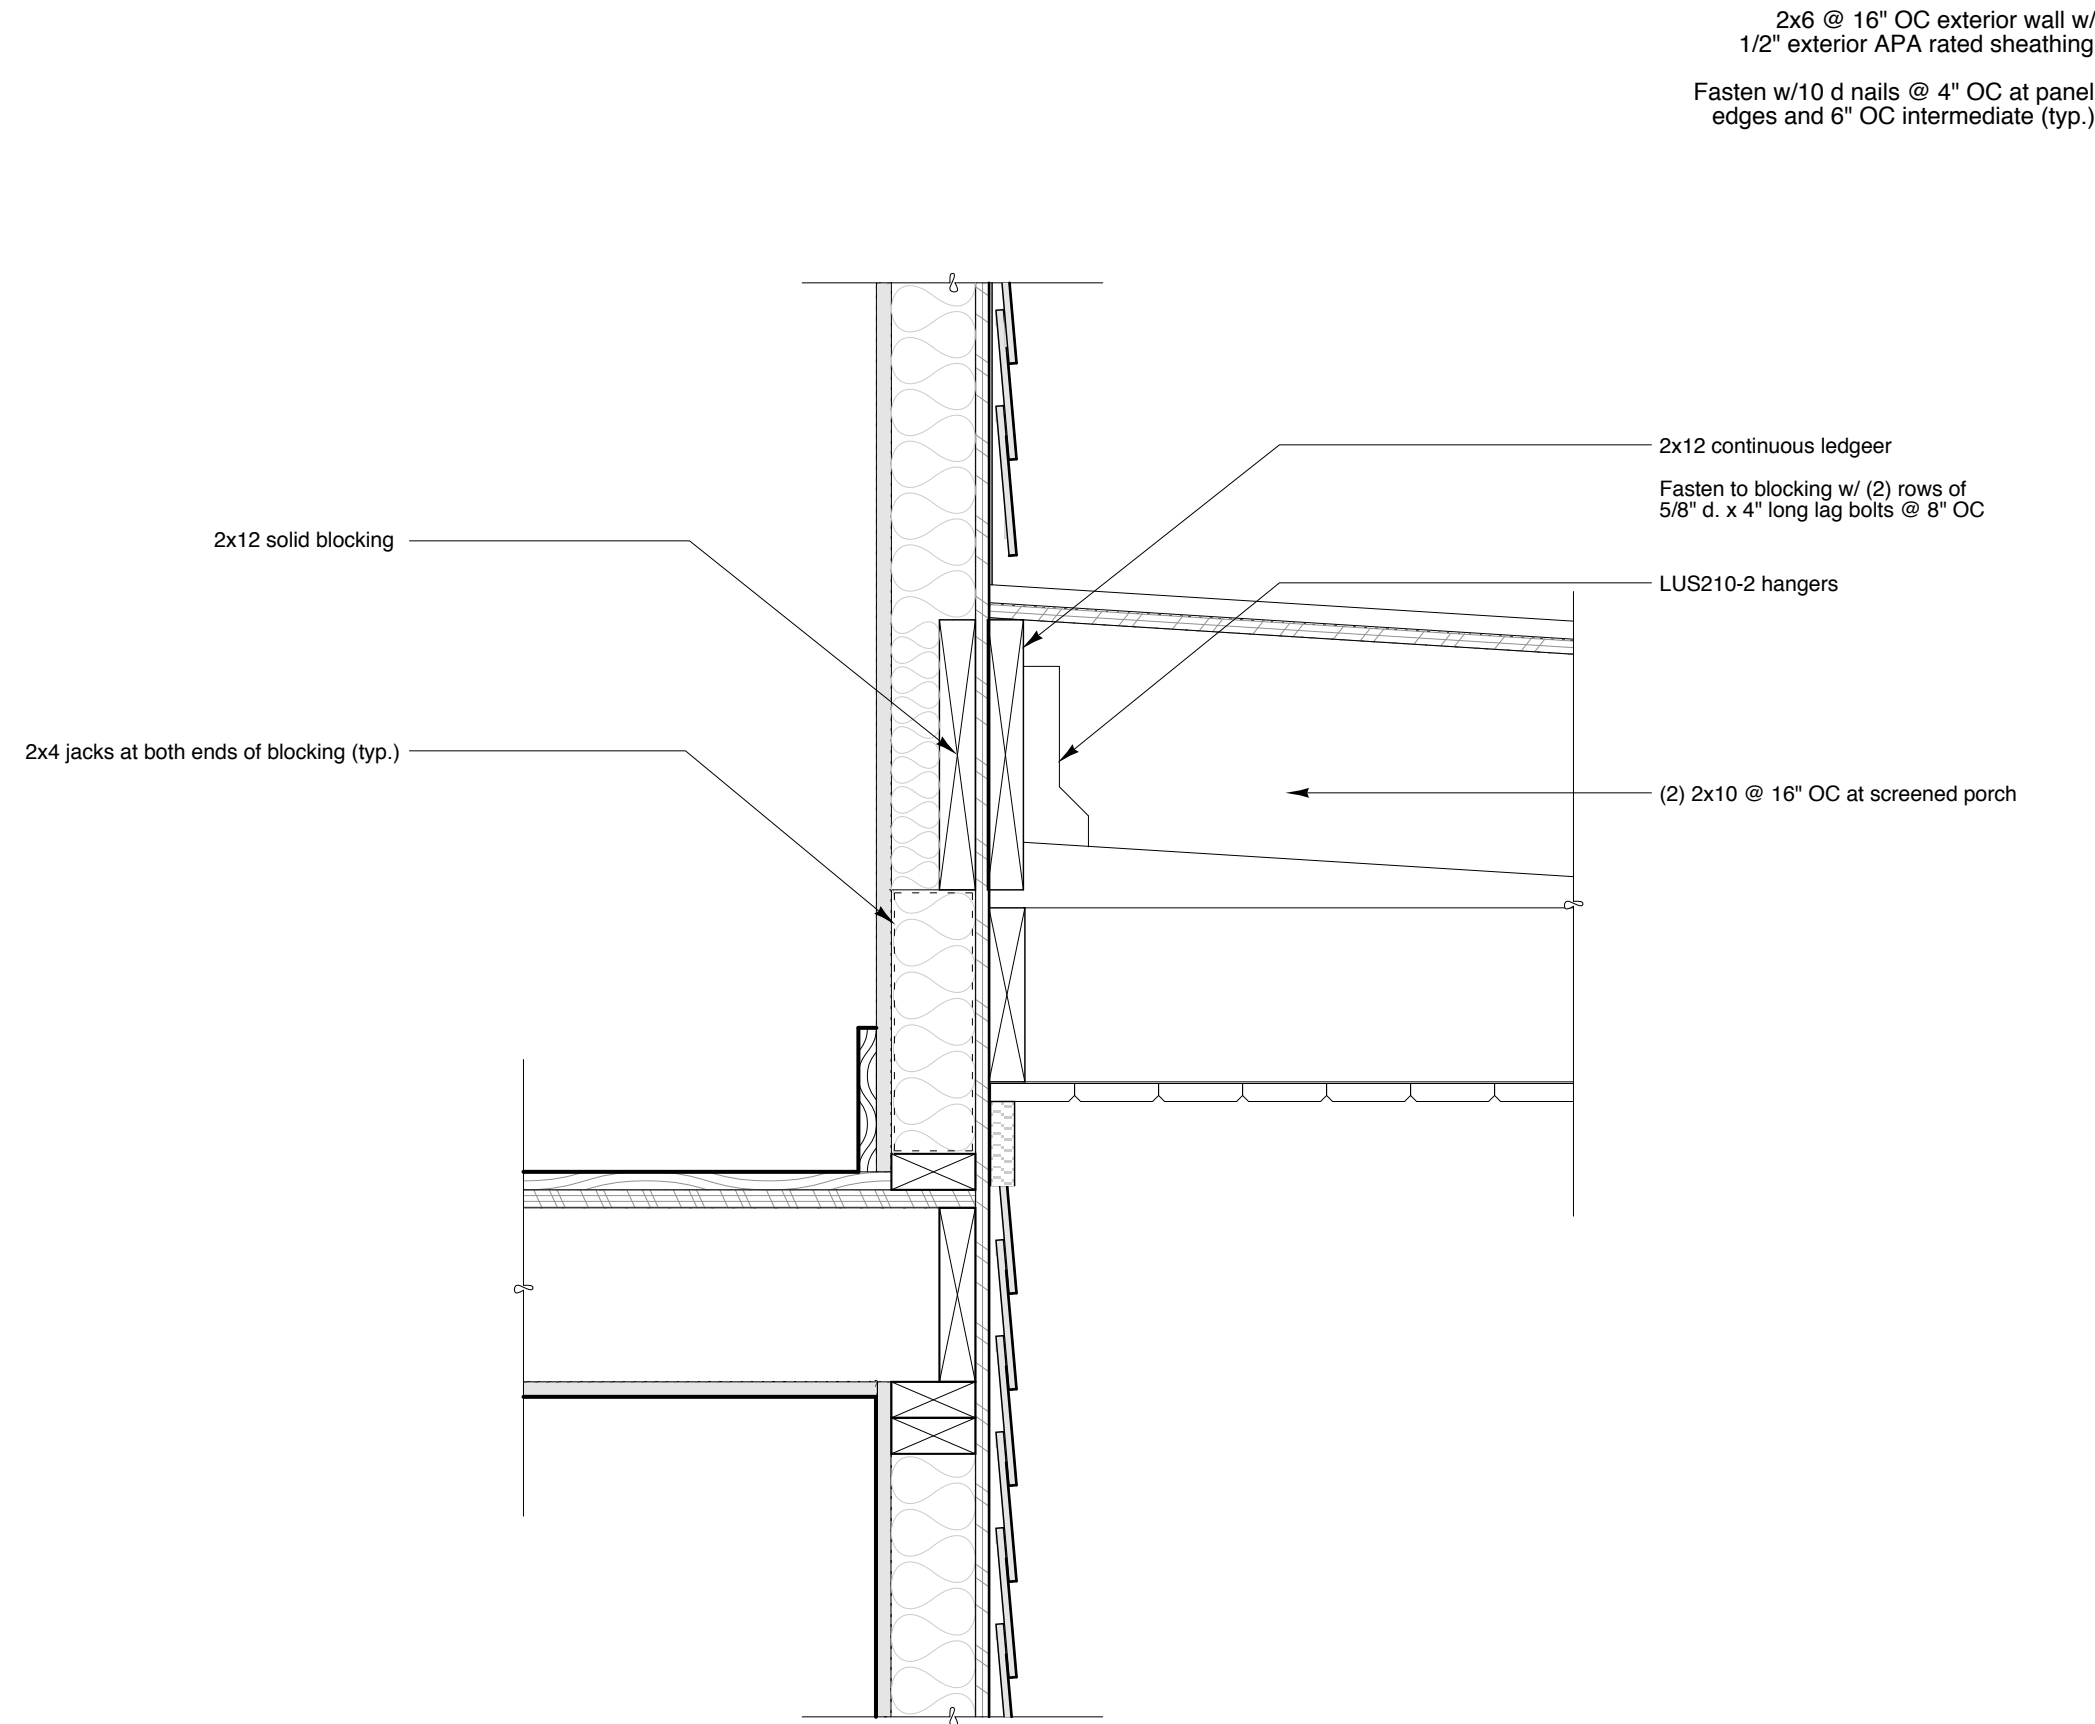 2x6 @ 16" OC exterior wall w/
1/2" exterior APA rated sheathing
Fasten w/10 d nails @ 4" OC at panel
edges and 6" OC intermediate (typ.)
2x12 continuous ledgeer
Fasten to blocking w/ (2) rows of
5/8" d. x 4" long lag bolts @ 8" OC
2x12 solid blocking
LUS210-2 hangers
2x4 jacks at both ends of blocking (typ.)
(2) 2x10 @ 16" OC at screened porch